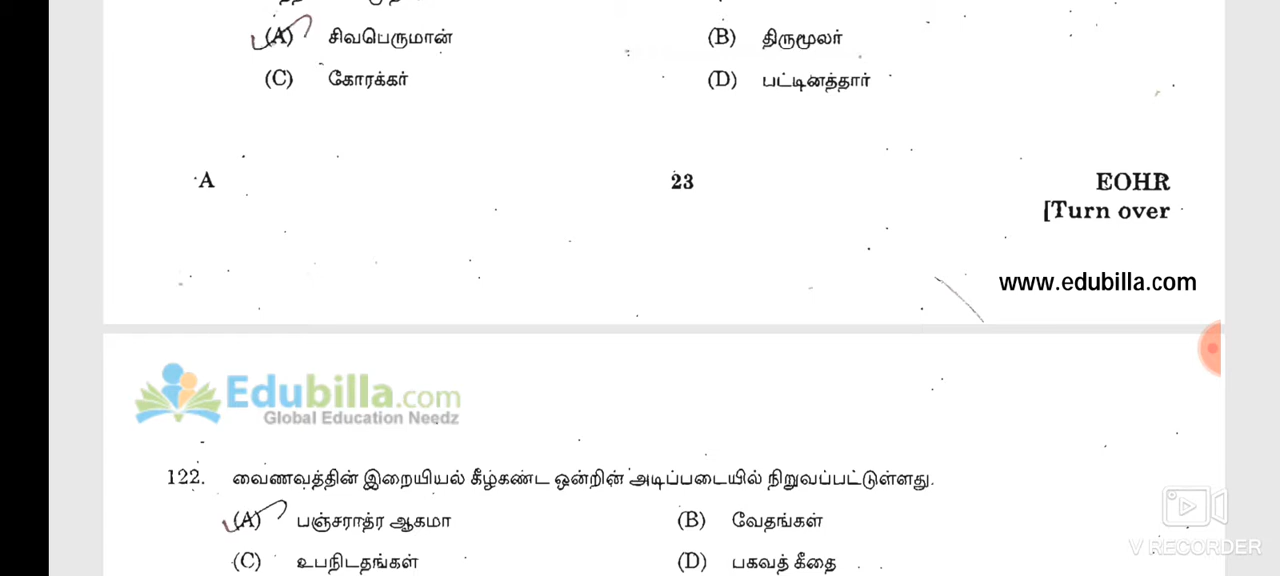 (A) சிவபெருமான் (B) திருமூலர்
(C) கோரக்கர் (D) பட்டினத்தார்
A 23 EOHR
[Turn over
www.edubilla.com
Edubilla.com
Global Education Needz
122. வைணவத்தின் இறையியல் கீழ்கண்ட ஒன்றின் அடிப்படையில் நிறுவப்பட்டுள்ளது.
(A) பஞ்சராத்ர ஆகமா (B) வேதங்கள்
(C) உபநிடதங்கள் (D) பகவத் கீதை
V RECORDER